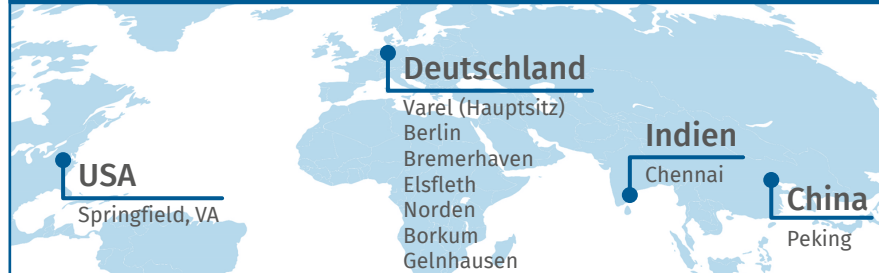 Deutschland
Varel (Hauptsitz)
Berlin
Bremerhaven
Elsfleth
Norden
Borkum
Gelnhausen
USA
Springfield, VA
Indien
Chennai
China
Peking